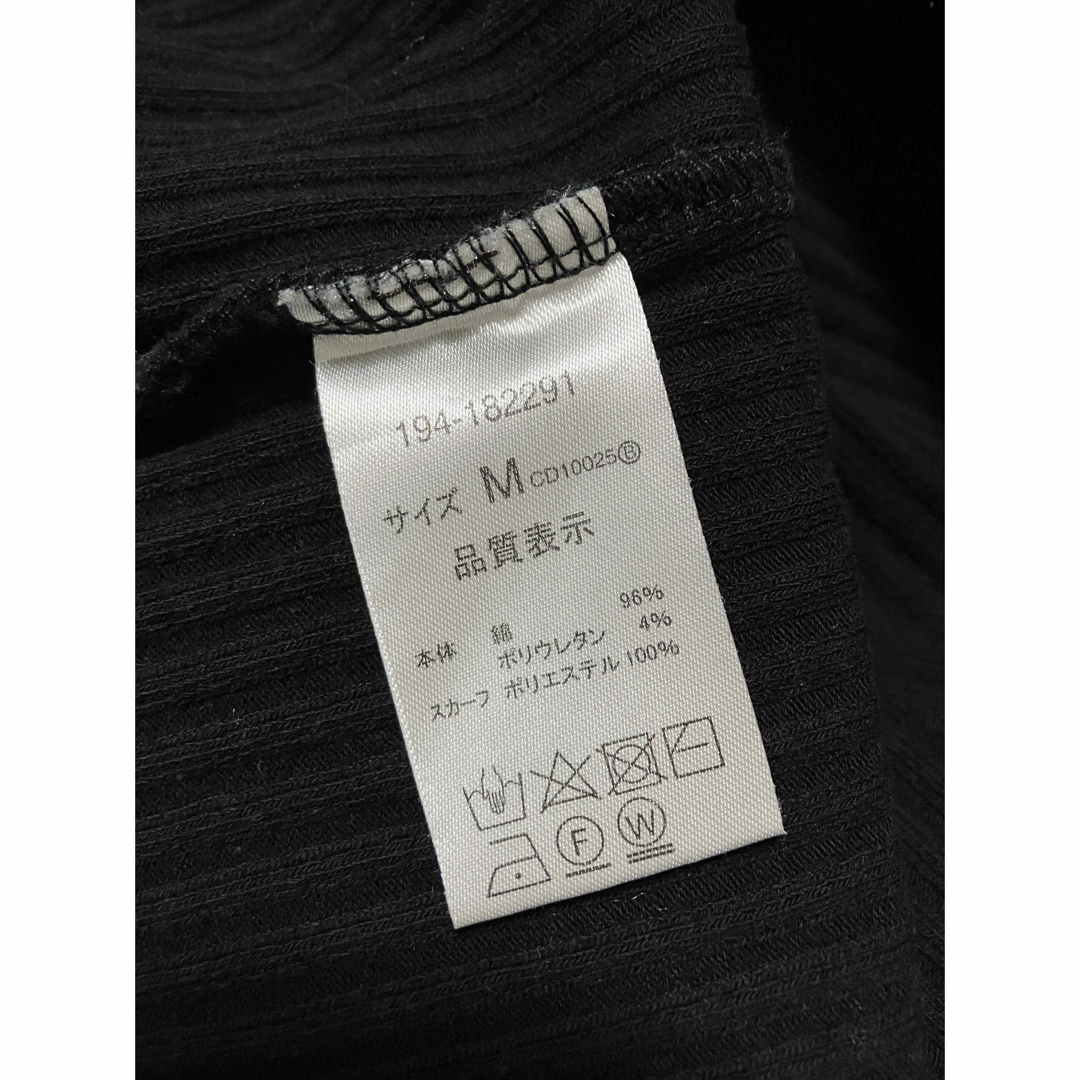 194-182291
サイズ M CD10025Ⓑ
品質表示
本体 綿 96%
ポリウレタン 4%
スカーフ ポリエステル 100%
F W